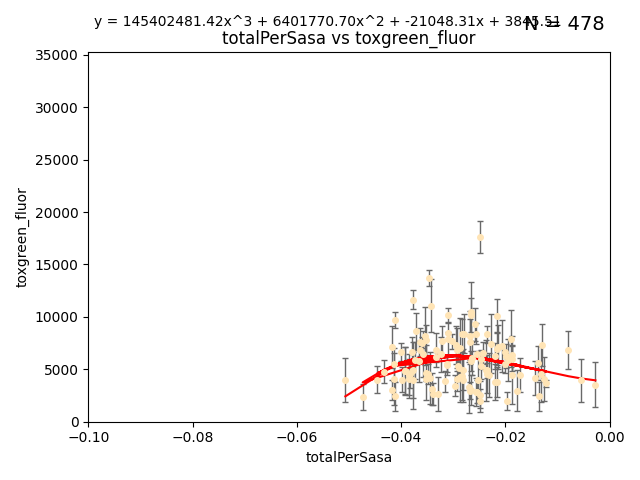 y = 145402481.42x^3 + 6401770.70x^2 + -21048.31x + 3845.51
N = 478
totalPerSasa vs toxgreen_fluor
35000
30000
25000
20000
15000
10000
5000
0
toxgreen_fluor
−0.10 −0.08 −0.06 −0.04 −0.02 0.00
totalPerSasa